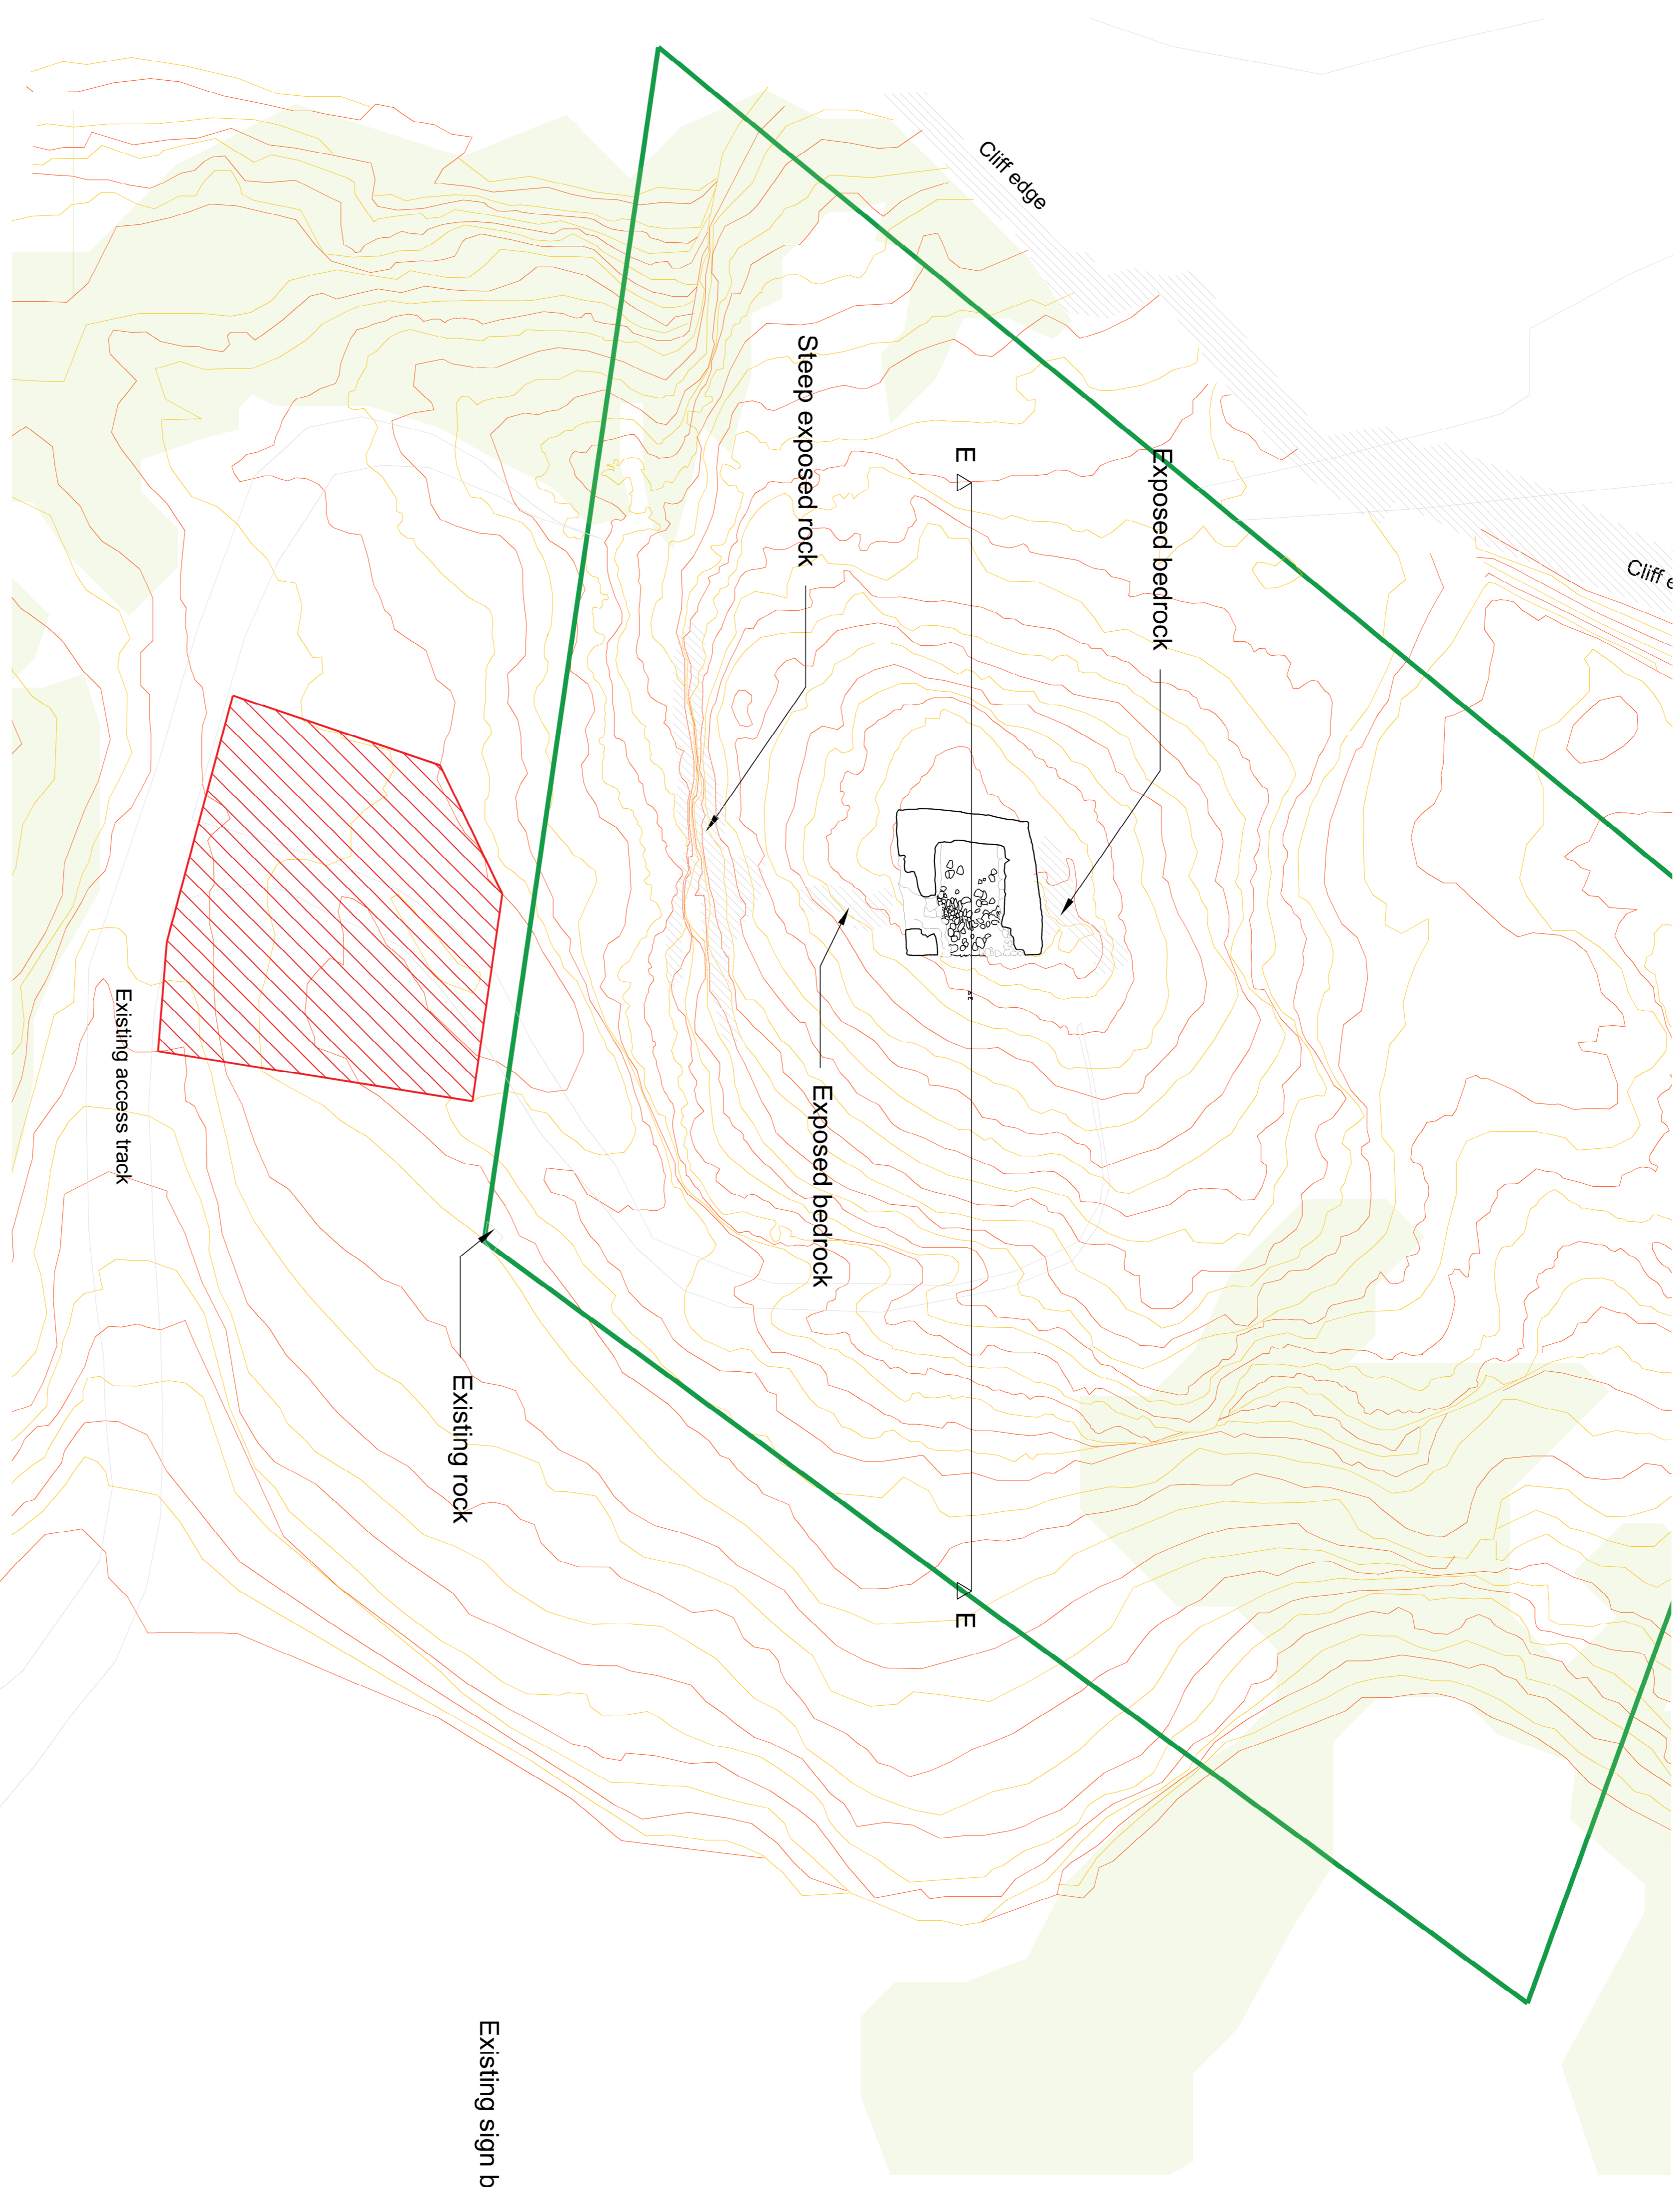 Cliff edge
Steep exposed rock
E
Exposed bedrock
Cliff e
Existing access track
Exposed bedrock
Existing rock
E
Existing sign b